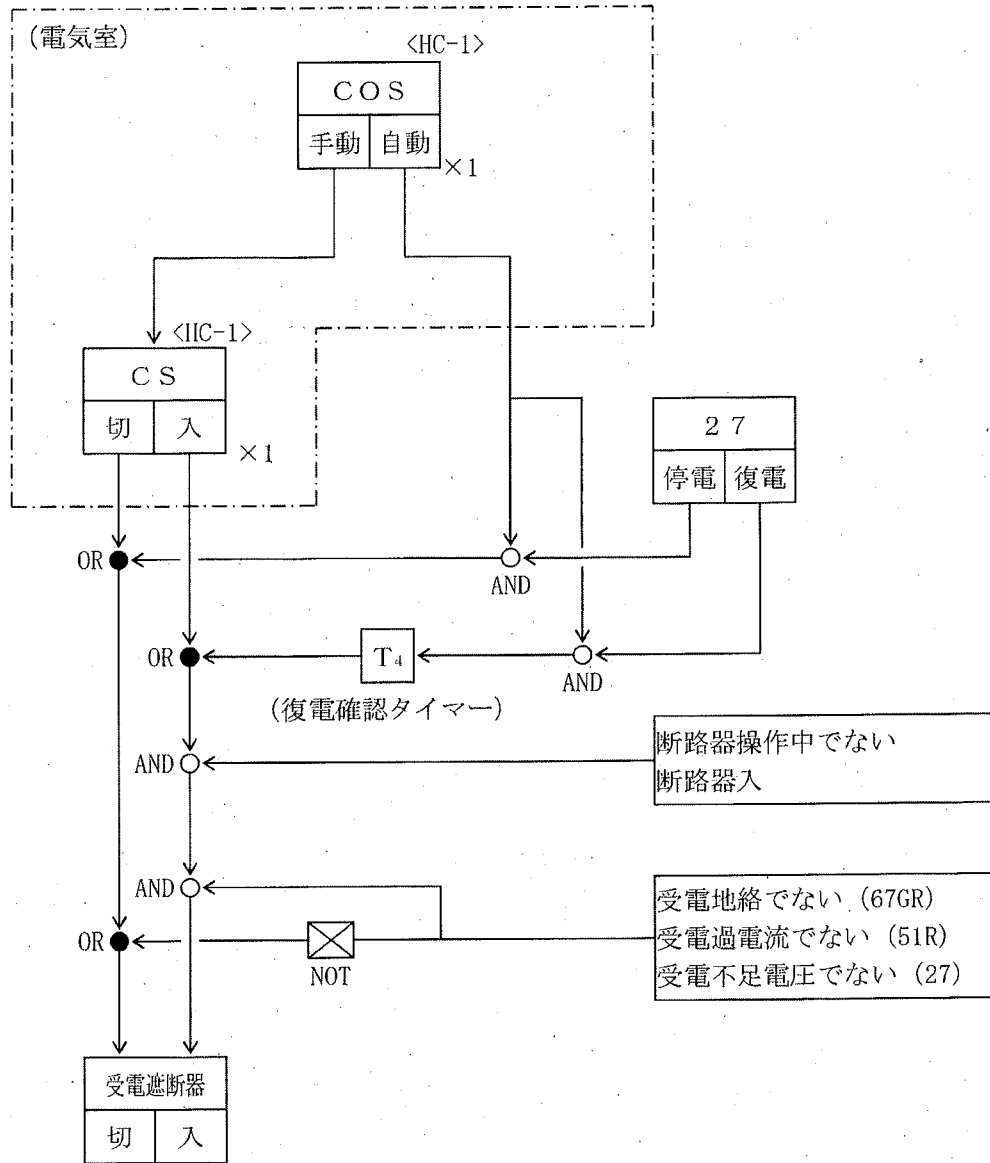 (電気室)
<HC-1>
ＣＯＳ
手動 自動
×1
<HC-1>
ＣＳ
切 入
×1
２７
停電 復電
OR
AND
OR
T₄
AND
(復電確認タイマー)
断路器操作中でない
断路器入
AND
AND
受電地絡でない (67GR)
受電過電流でない (51R)
受電不足電圧でない (27)
OR
NOT
受電遮断器
切 入